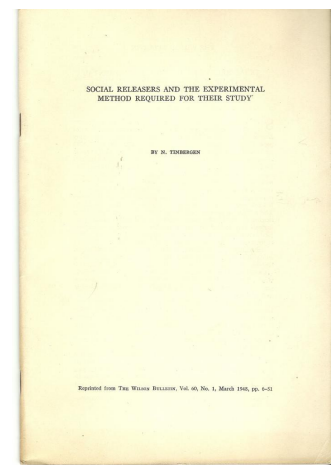 SOCIAL RELEASERS AND THE EXPERIMENTAL
METHOD REQUIRED FOR THEIR STUDY
BY N. TINBERGEN
Reprinted from THE WILSON BULLETIN, Vol. 60, No. 1, March 1948, pp. 6-51